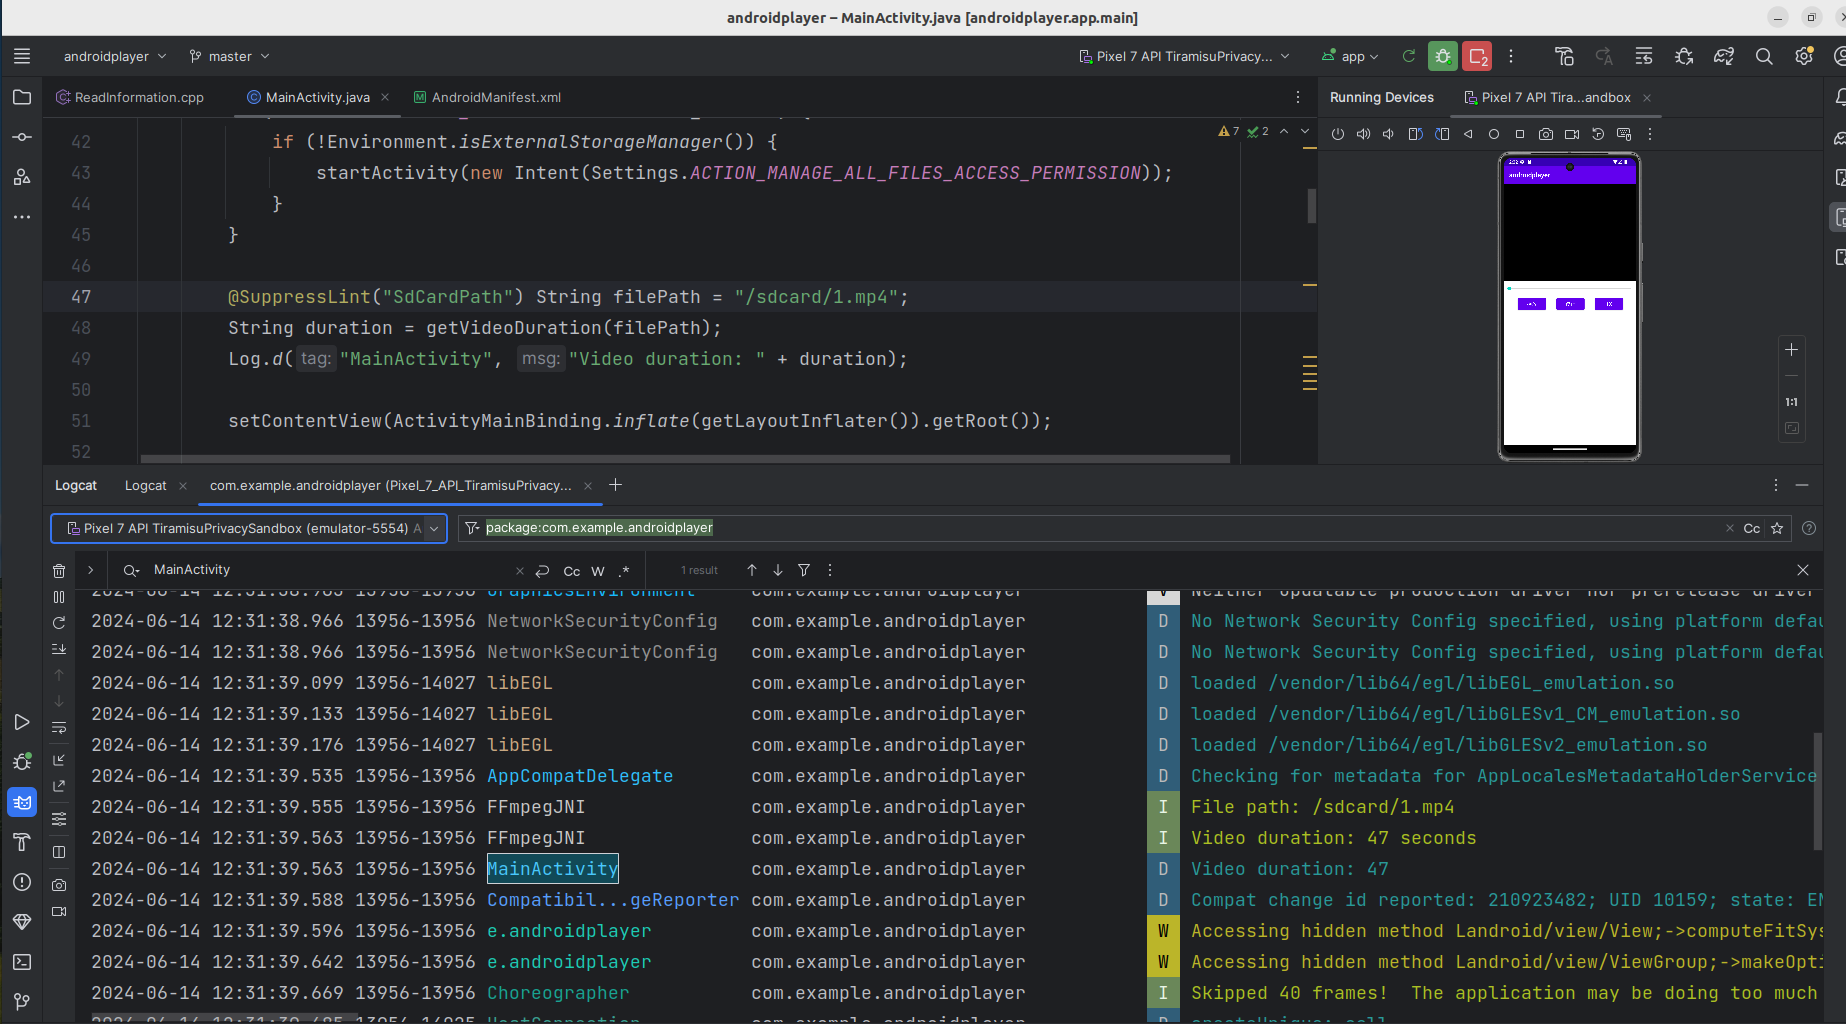 androidplayer – MainActivity.java [androidplayer.app.main]
androidplayer
master
Pixel 7 API TiramisuPrivacy...
app
2
ReadInformation.cpp
MainActivity.java
AndroidManifest.xml
Running Devices
Pixel 7 API Tira...andbox
7
2
42 if (!Environment.isExternalStorageManager()) {
43 startActivity(new Intent(Settings.ACTION_MANAGE_ALL_FILES_ACCESS_PERMISSION));
44 }
45 }
46
47 @SuppressLint("SdCardPath") String filePath = "/sdcard/1.mp4";
48 String duration = getVideoDuration(filePath);
49 Log.d( tag: "MainActivity", msg: "Video duration: " + duration);
50
51 setContentView(ActivityMainBinding.inflate(getLayoutInflater()).getRoot());
52
androidplayer
1:1
Logcat
Logcat
com.example.androidplayer (Pixel_7_API_TiramisuPrivacy...
Pixel 7 API TiramisuPrivacySandbox (emulator-5554) A
package:com.example.androidplayer
Cc
MainActivity
Cc
W
.*
1 result
GraphicsEnvironment com.example.androidplayer V Neither updatable production driver nor prerelease driver
2024-06-14 12:31:38.966 13956-13956 NetworkSecurityConfig com.example.androidplayer D No Network Security Config specified, using platform defau
2024-06-14 12:31:38.966 13956-13956 NetworkSecurityConfig com.example.androidplayer D No Network Security Config specified, using platform defau
2024-06-14 12:31:39.099 13956-14027 libEGL com.example.androidplayer D loaded /vendor/lib64/egl/libEGL_emulation.so
2024-06-14 12:31:39.133 13956-14027 libEGL com.example.androidplayer D loaded /vendor/lib64/egl/libGLESv1_CM_emulation.so
2024-06-14 12:31:39.176 13956-14027 libEGL com.example.androidplayer D loaded /vendor/lib64/egl/libGLESv2_emulation.so
2024-06-14 12:31:39.535 13956-13956 AppCompatDelegate com.example.androidplayer D Checking for metadata for AppLocalesMetadataHolderService
2024-06-14 12:31:39.555 13956-13956 FFmpegJNI com.example.androidplayer I File path: /sdcard/1.mp4
2024-06-14 12:31:39.563 13956-13956 FFmpegJNI com.example.androidplayer I Video duration: 47 seconds
2024-06-14 12:31:39.563 13956-13956 MainActivity com.example.androidplayer D Video duration: 47
2024-06-14 12:31:39.588 13956-13956 Compatibil...geReporter com.example.androidplayer D Compat change id reported: 210923482; UID 10159; state: EN
2024-06-14 12:31:39.596 13956-13956 e.androidplayer com.example.androidplayer W Accessing hidden method Landroid/view/View;->computeFitSys
2024-06-14 12:31:39.642 13956-13956 e.androidplayer com.example.androidplayer W Accessing hidden method Landroid/view/ViewGroup;->makeOpti
2024-06-14 12:31:39.669 13956-13956 Choreographer com.example.androidplayer I Skipped 40 frames! The application may be doing too much